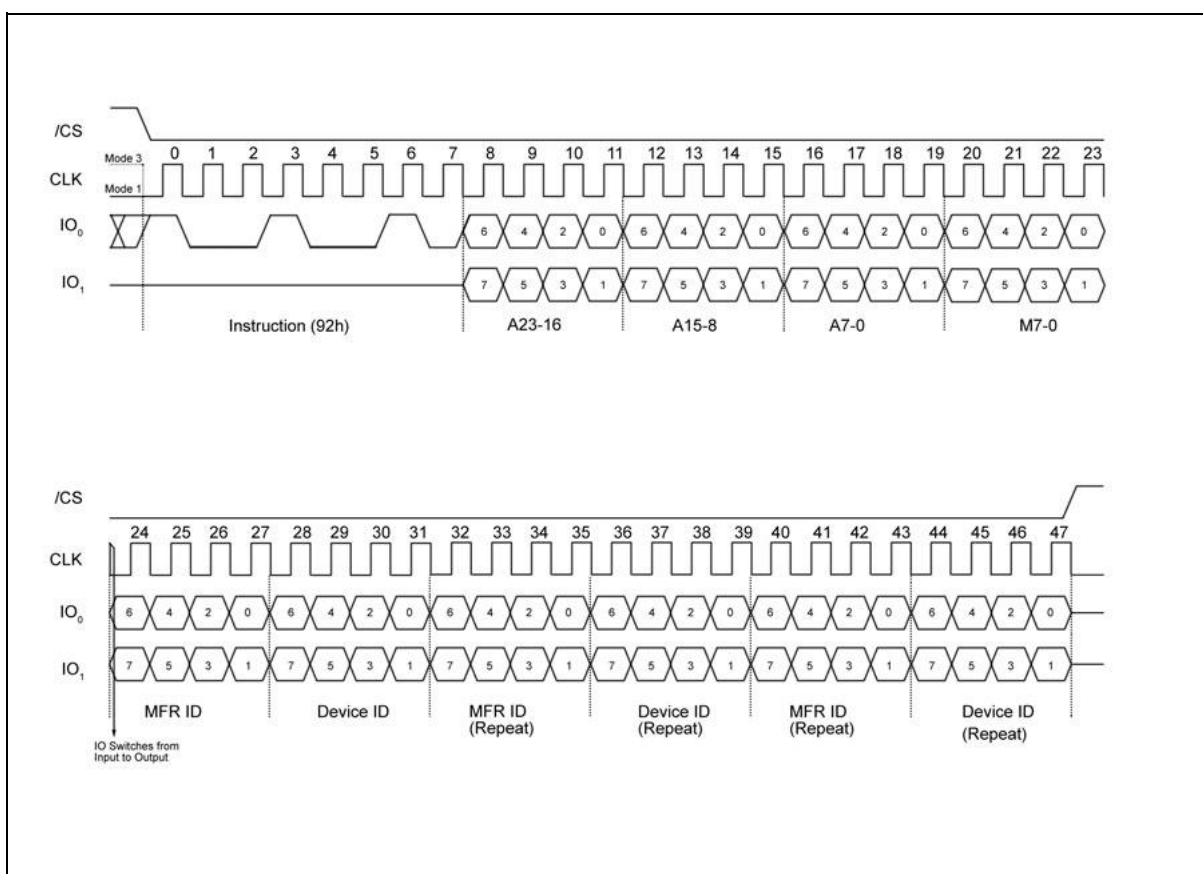 /CS
Mode 3 0 1 2 3 4 5 6 7 8 9 10 11 12 13 14 15 16 17 18 19 20 21 22 23
CLK
Mode 1
IO0 6 4 2 0 6 4 2 0 6 4 2 0 6 4 2 0
IO1 7 5 3 1 7 5 3 1 7 5 3 1 7 5 3 1
Instruction (92h) A23-16 A15-8 A7-0 M7-0
/CS
24 25 26 27 28 29 30 31 32 33 34 35 36 37 38 39 40 41 42 43 44 45 46 47
CLK
IO0 6 4 2 0 6 4 2 0 6 4 2 0 6 4 2 0 6 4 2 0 6 4 2 0
IO1 7 5 3 1 7 5 3 1 7 5 3 1 7 5 3 1 7 5 3 1 7 5 3 1
MFR ID Device ID MFR ID Device ID MFR ID Device ID
(Repeat) (Repeat) (Repeat) (Repeat)
IO Switches from
Input to Output